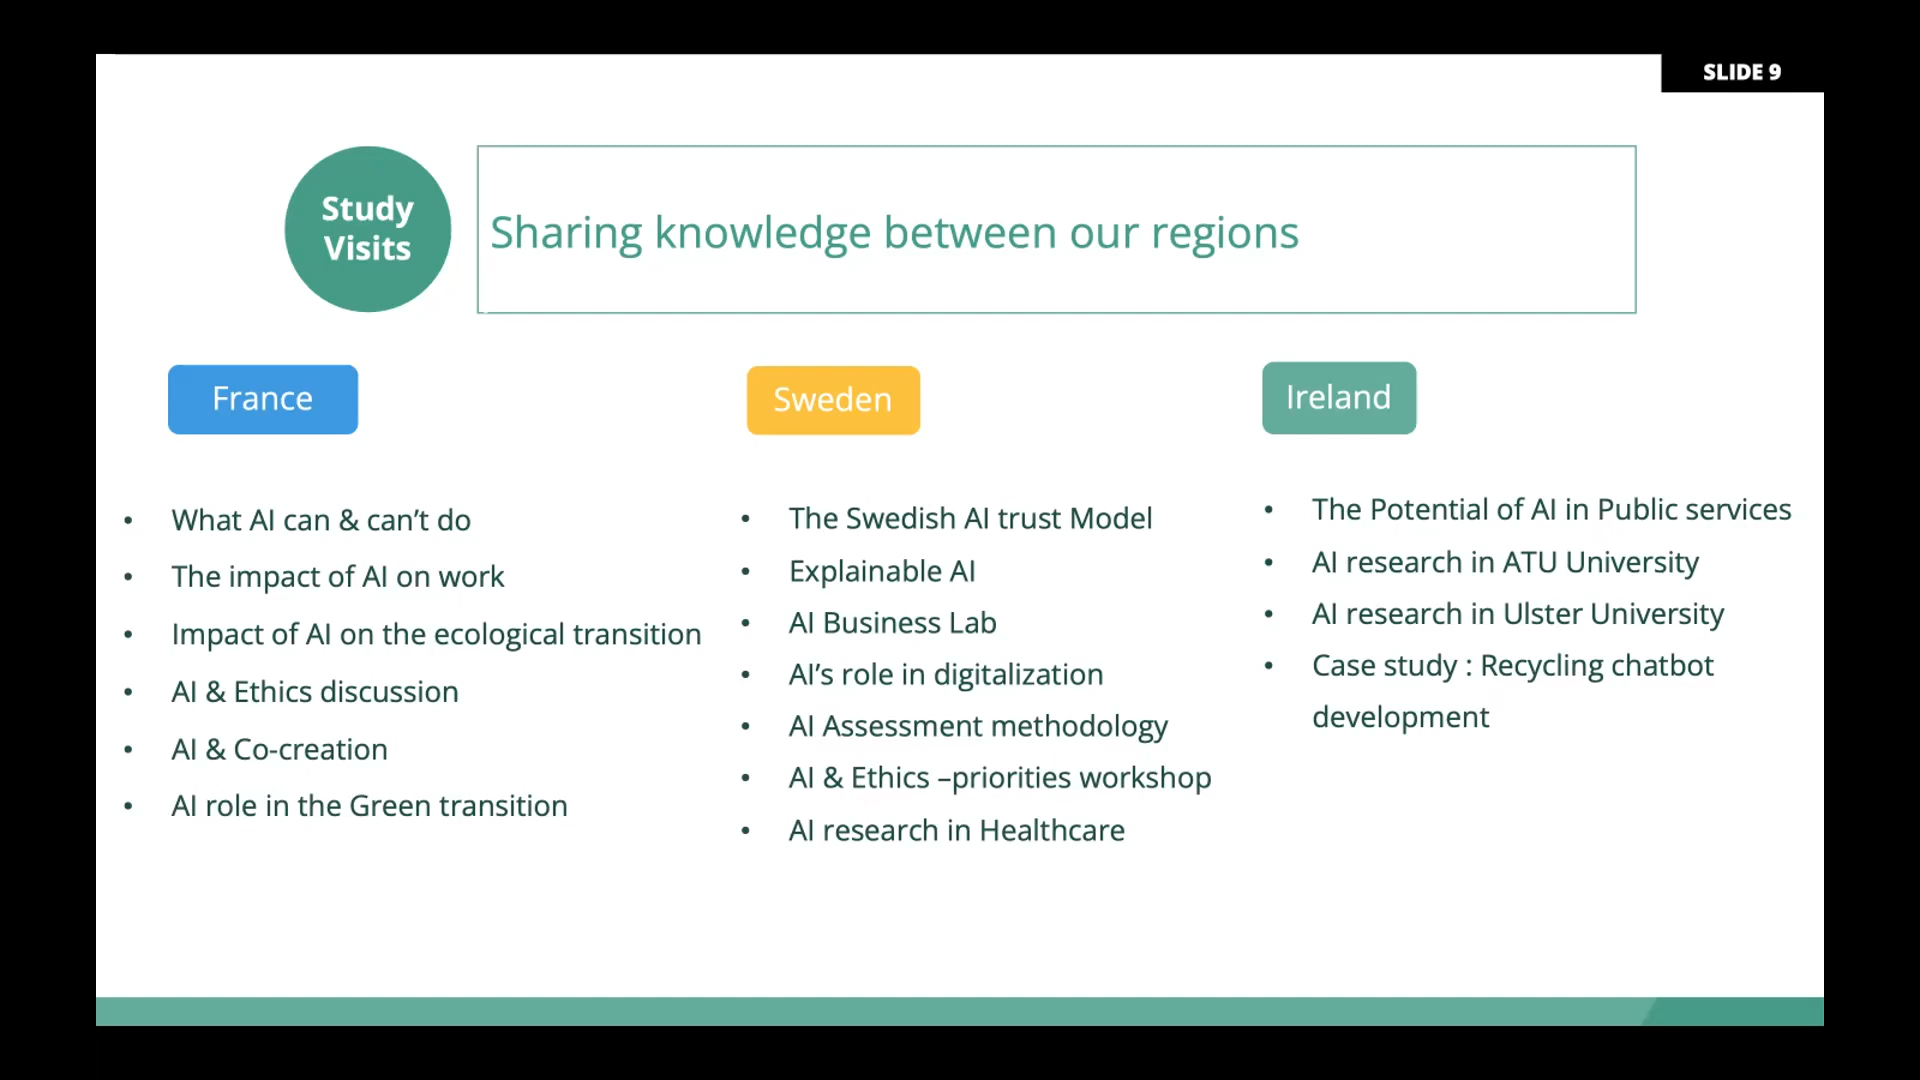 SLIDE 9
Study
Visits
Sharing knowledge between our regions
France
• What AI can & can’t do
• The impact of AI on work
• Impact of AI on the ecological transition
• AI & Ethics discussion
• AI & Co-creation
• AI role in the Green transition
Sweden
• The Swedish AI trust Model
• Explainable AI
• AI Business Lab
• AI’s role in digitalization
• AI Assessment methodology
• AI & Ethics –priorities workshop
• AI research in Healthcare
Ireland
• The Potential of AI in Public services
• AI research in ATU University
• AI research in Ulster University
• Case study : Recycling chatbot
development